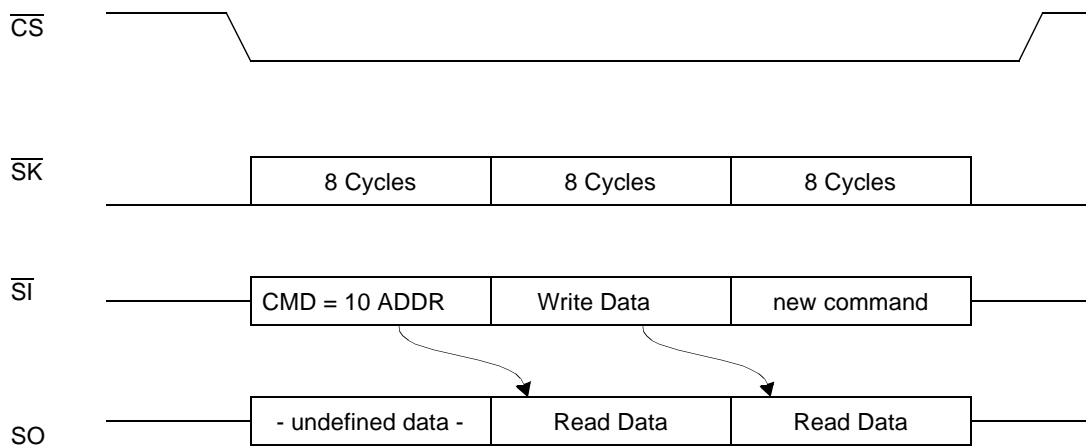 CS
SK
8 Cycles 8 Cycles 8 Cycles
SI
CMD = 10 ADDR Write Data new command
SO
- undefined data - Read Data Read Data